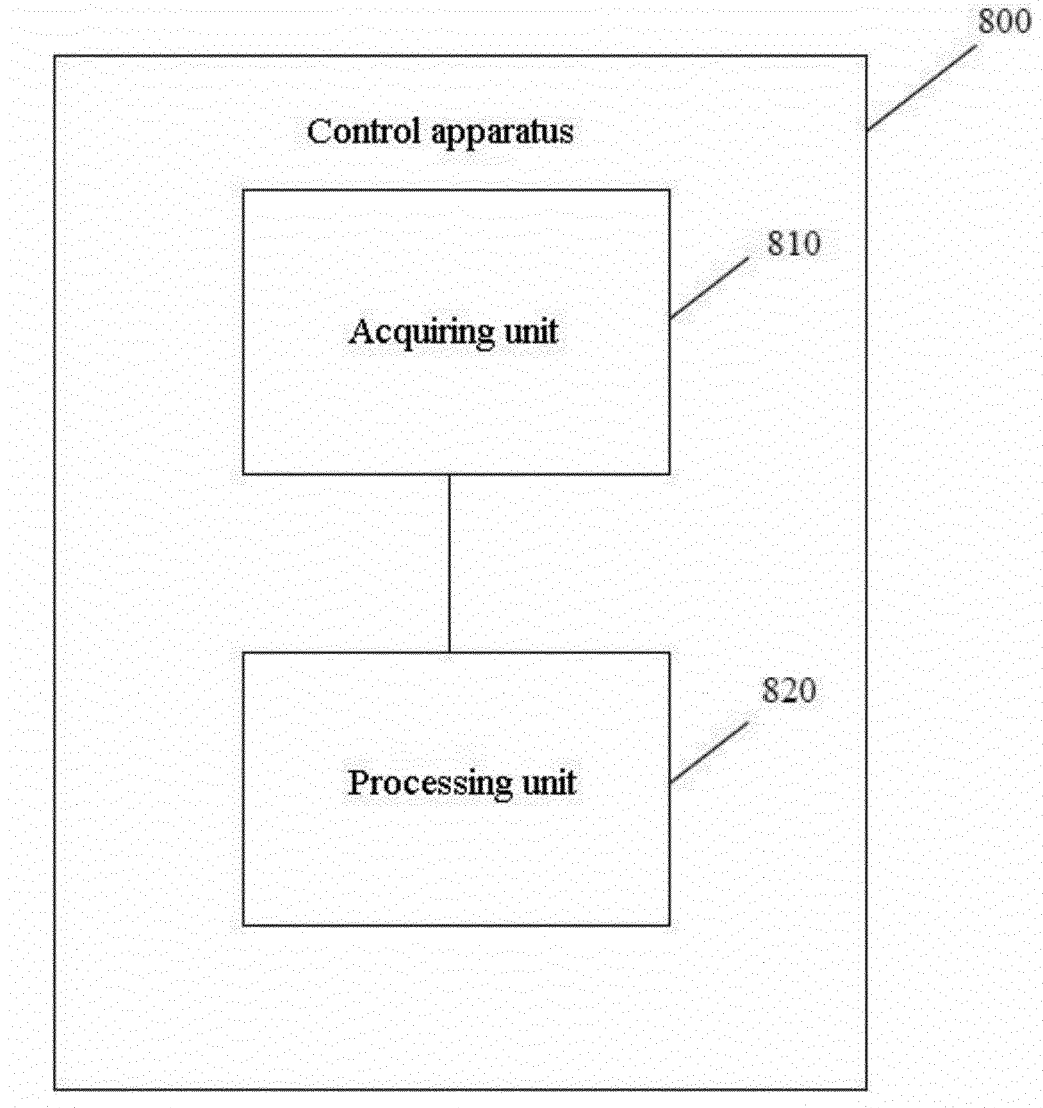 800
Control apparatus
810
Acquiring unit
820
Processing unit